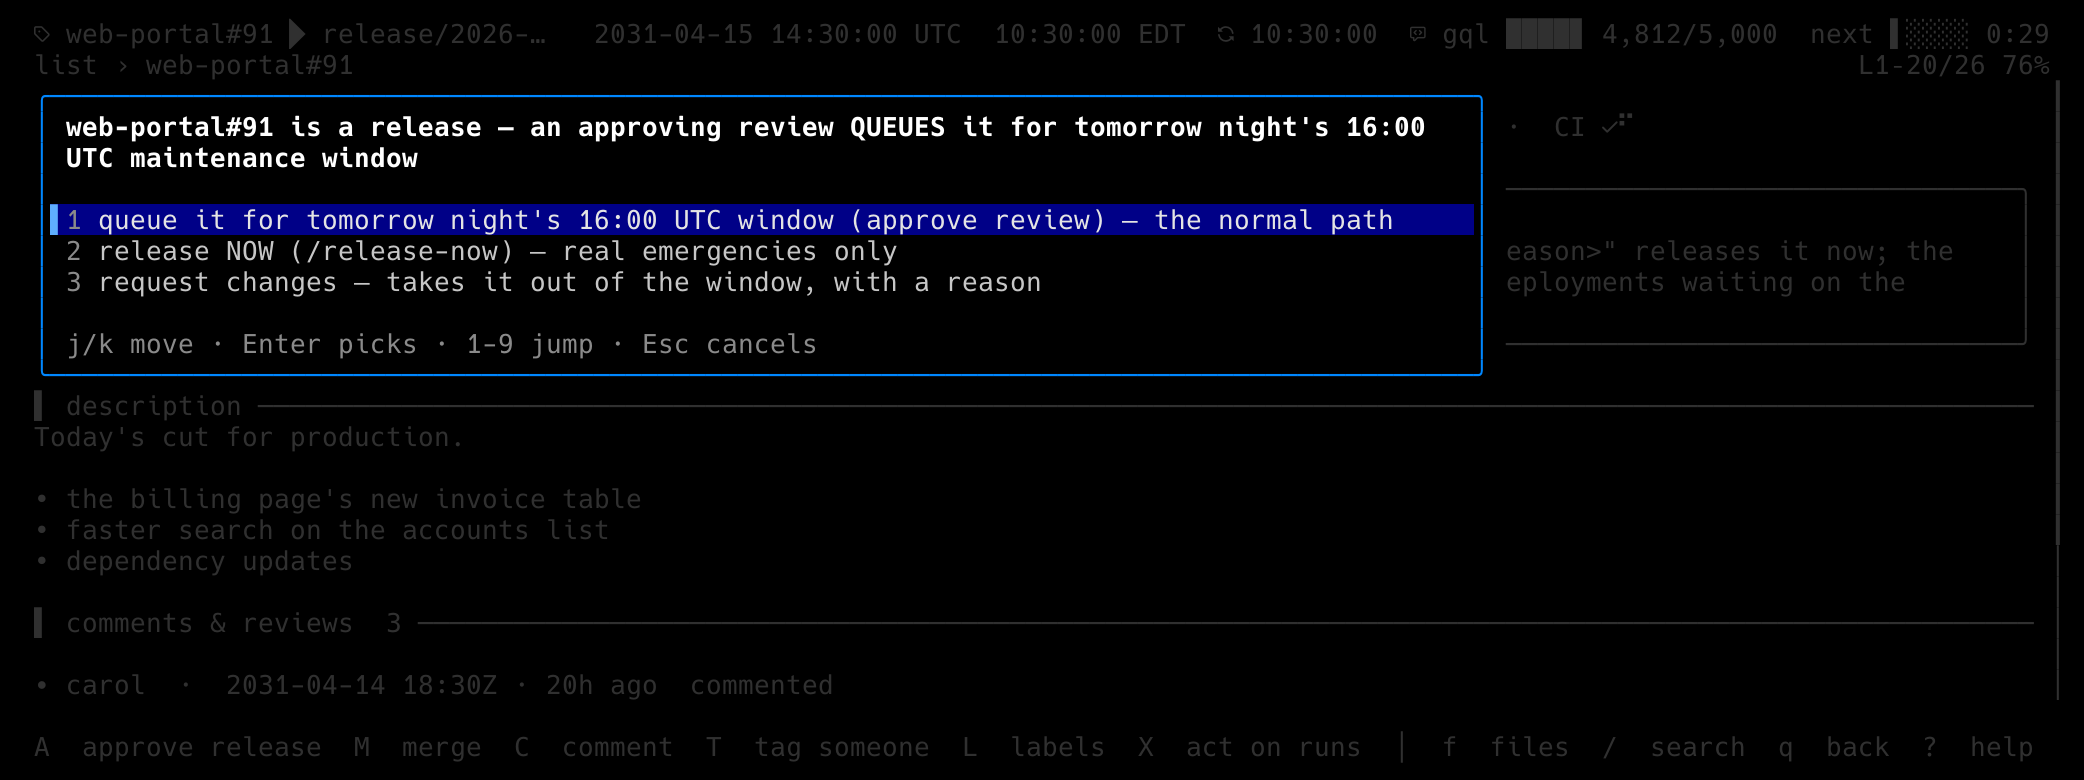 web-portal#91 release/2026-… 2031-04-15 14:30:00 UTC 10:30:00 EDT 10:30:00 gql 4,812/5,000 next 0:29
list › web-portal#91 L1-20/26 76%
web-portal#91 is a release — an approving review QUEUES it for tomorrow night's 16:00
UTC maintenance window
· CI ✓
1 queue it for tomorrow night's 16:00 UTC window (approve review) — the normal path
2 release NOW (/release-now) — real emergencies only
3 request changes — takes it out of the window, with a reason
j/k move · Enter picks · 1-9 jump · Esc cancels
eason>" releases it now; the
eployments waiting on the
description
Today's cut for production.
• the billing page's new invoice table
• faster search on the accounts list
• dependency updates
comments & reviews 3
• carol · 2031-04-14 18:30Z · 20h ago commented
A approve release M merge C comment T tag someone L labels X act on runs │ f files / search q back ? help